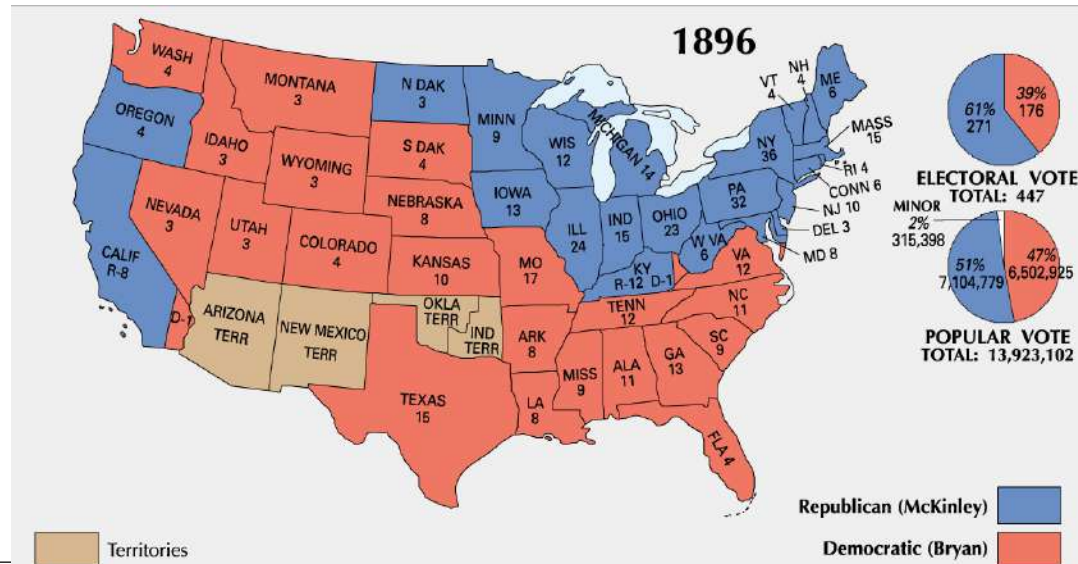 1896
WASH
4
OREGON
4
CALIF
R-8
D-1
NEVADA
3
IDAHO
3
MONTANA
3
WYOMING
3
UTAH
3
COLORADO
4
ARIZONA
TERR
NEW MEXICO
TERR
N DAK
3
S DAK
4
NEBRASKA
8
KANSAS
10
OKLA
TERR
IND
TERR
TEXAS
15
MINN
9
IOWA
13
MO
17
ARK
8
LA
8
WIS
12
ILL
24
MICHIGAN 14
IND
15
OHIO
23
KY
R-12 D-1
TENN
12
MISS
9
ALA
11
GA
13
FLA 4
SC
9
NC
11
VA
12
W VA
6
PA
32
NY
36
VT
4
NH
4
ME
6
MASS
15
RI 4
CONN 6
NJ 10
DEL 3
MD 8
61%
271
39%
176
ELECTORAL VOTE
TOTAL: 447
MINOR
2%
315,398
51%
7,104,779
47%
6,502,925
POPULAR VOTE
TOTAL: 13,923,102
Republican (McKinley)
Democratic (Bryan)
Territories